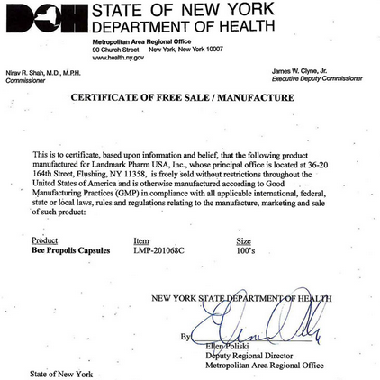 DOH
STATE OF NEW YORK
DEPARTMENT OF HEALTH
Metropolitan Area Regional Office
90 Church Street New York, New York 10007
www.health.ny.gov
Nirav R. Shah, M.D., M.P.H.
Commissioner
James W. Clyne, Jr.
Executive Deputy Commissioner
CERTIFICATE OF FREE SALE / MANUFACTURE
This is to certify, based upon information and belief, that the following product
manufactured for Landmark Pharm USA, Inc., whose principal office is located at 36-20
164th Street, Flushing, NY 11358, is freely sold without restrictions throughout the
United States of America and is otherwise manufactured according to Good
Manufacturing Practices (GMP) in compliance with all applicable international, federal,
state or local laws, rules and regulations relating to the manufacture, marketing and sale
of such product:
Product Item Size
Bee Propolis Capsules LMP-201068C 100's
NEW YORK STATE DEPARTMENT OF HEALTH
By
Ellen Poliski
Deputy Regional Director
Metropolitan Area Regional Office
State of New York